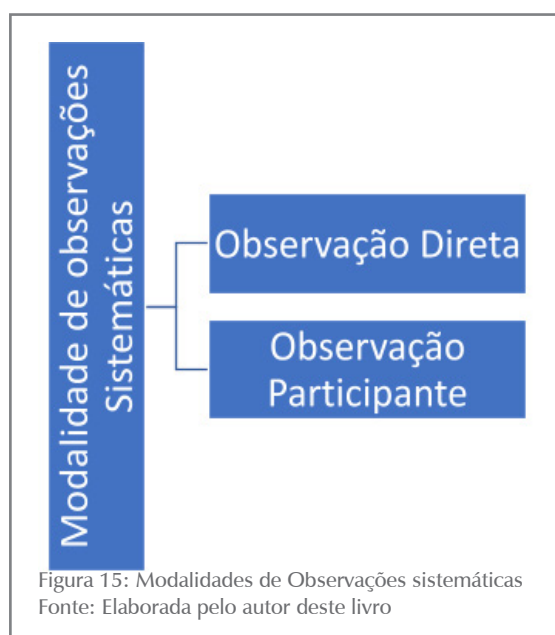 Modalidade de observações
Sistemáticas
Observação Direta
Observação
Participante
Figura 15: Modalidades de Observações sistemáticas
Fonte: Elaborada pelo autor deste livro